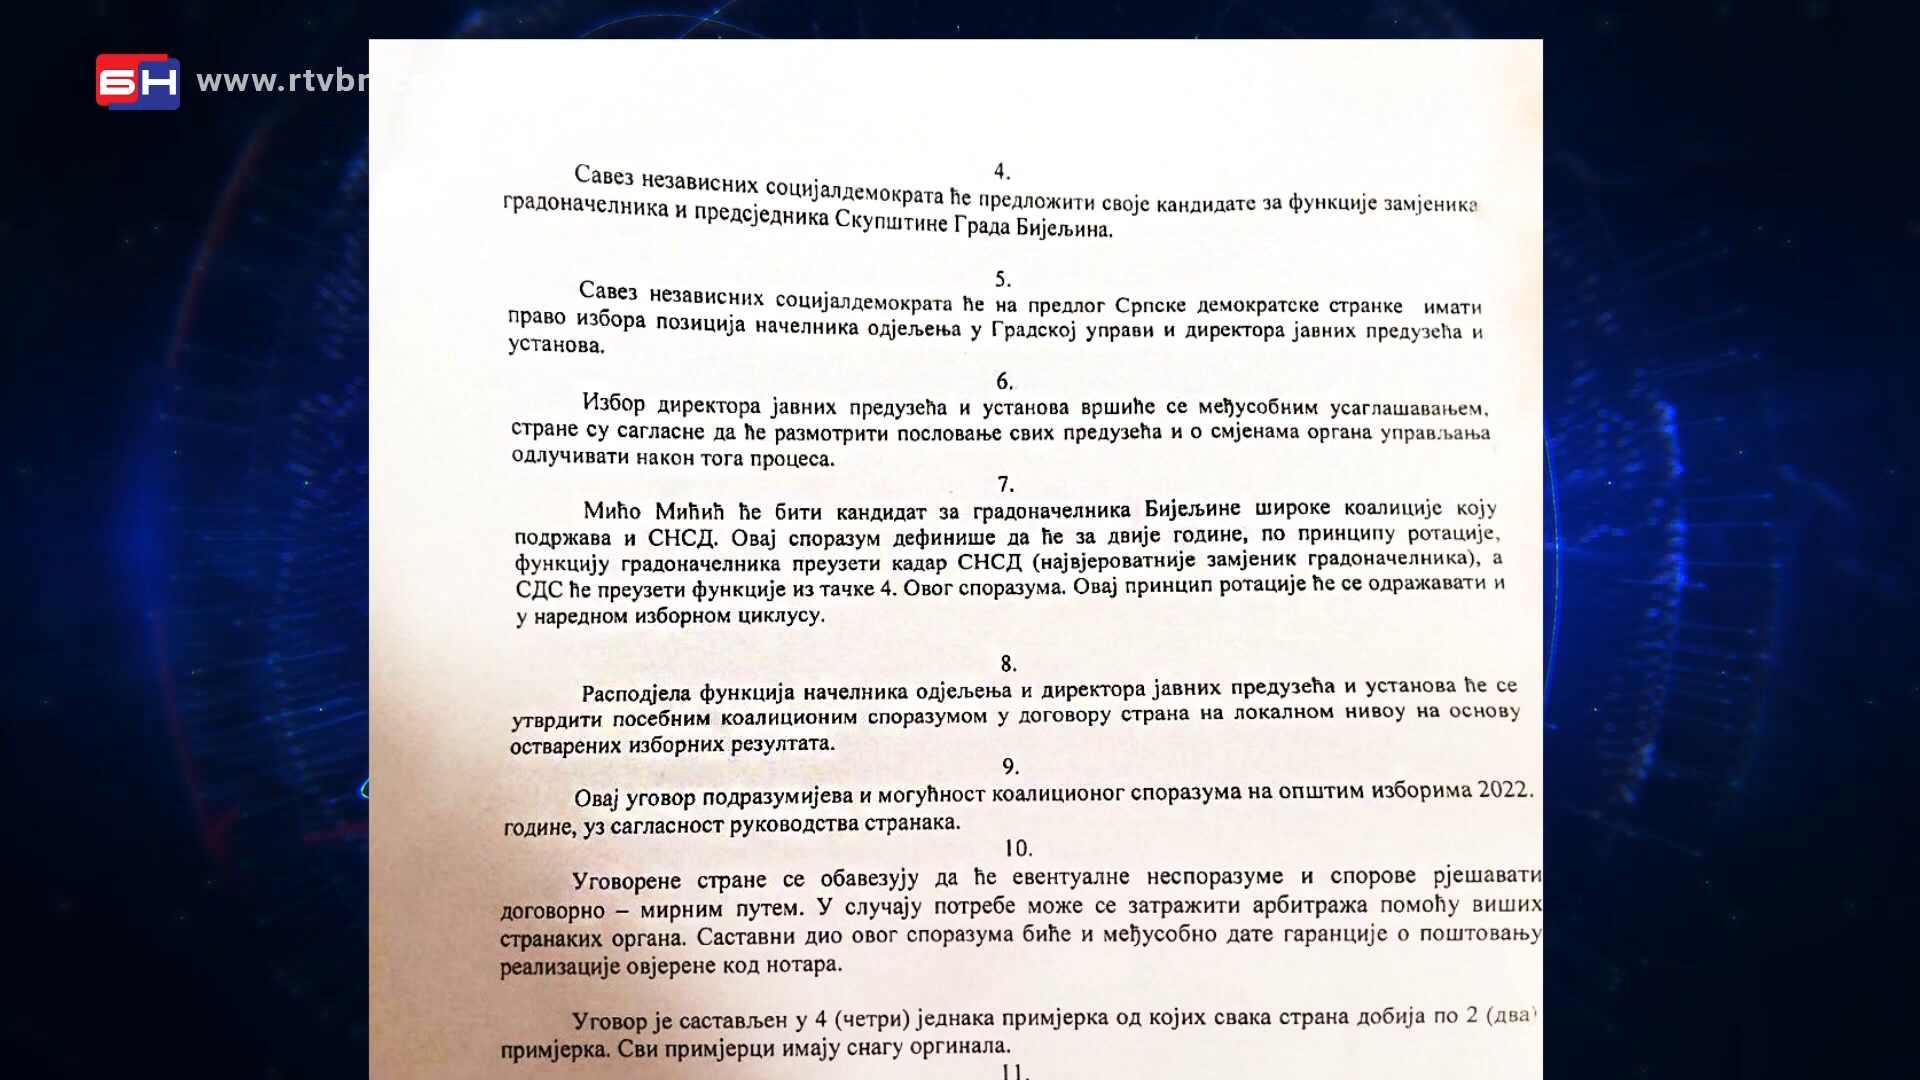 БН www.rtvbn.com
4.
Савез независних социјалдемократа ће предложити своје кандидате за функције замјеника
градоначелника и предсједника Скупштине Града Бијељина.
5.
Савез независних социјалдемократа ће на предлог Српске демократске странке имати
право избора позиција начелника одјељења у Градској управи и директора јавних предузећа и
установа.
6.
Избор директора јавних предузећа и установа вршиће се међусобним усаглашавањем,
стране су сагласне да ће размотрити пословање свих предузећа и о смјенама органа управљања
одлучивати након тога процеса.
7.
Мићо Мићић ће бити кандидат за градоначелника Бијељине широке коалиције коју
подржава и СНСД. Овај споразум дефинише да ће за двије године, по принципу ротације,
функцију градоначелника преузети кадар СНСД (највјероватније замјеник градоначелника), а
СДС ће преузети функције из тачке 4. Овог споразума. Овај принцип ротације ће се одражавати и
у наредном изборном циклусу.
8.
Расподјела функција начелника одјељења и директора јавних предузећа и установа ће се
утврдити посебним коалиционим споразумом у договору страна на локалном нивоу на основу
остварених изборних резултата.
9.
Овај уговор подразумијева и могућност коалиционог споразума на општим изборима 2022.
године, уз сагласност руководства странака.
10.
Уговорене стране се обавезују да ће евентуалне неспоразуме и спорове рјешавати
договорно – мирним путем. У случају потребе може се затражити арбитража помоћу виших
странаких органа. Саставни дио овог споразума биће и међусобно дате гаранције о поштовању
реализације овјерене код нотара.
Уговор је састављен у 4 (четри) једнака примјерка од којих свака страна добија по 2 (два)
примјерка. Сви примјерци имају снагу оргинала.
11.